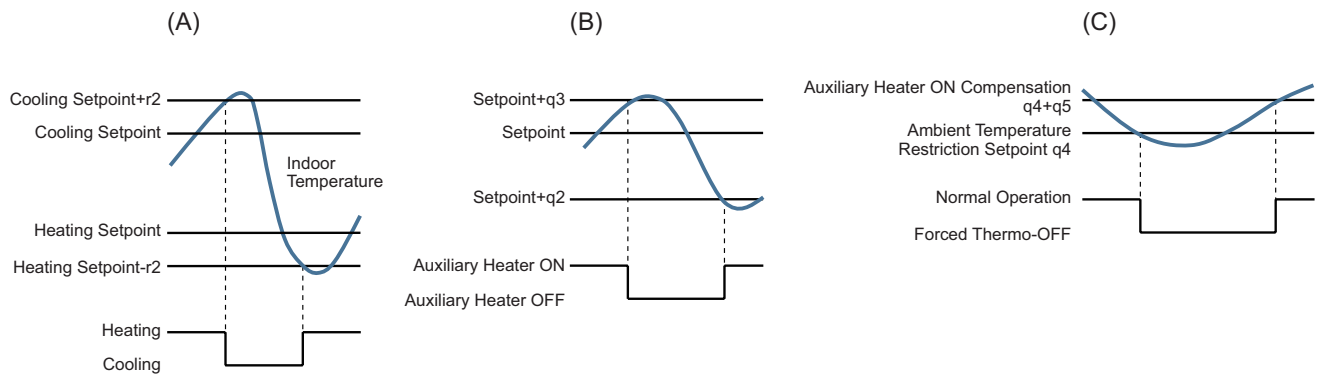 (A)
Cooling Setpoint+r2
Cooling Setpoint
Indoor
Temperature
Heating Setpoint
Heating Setpoint-r2
Heating
Cooling
(B)
Setpoint+q3
Setpoint
Setpoint+q2
Auxiliary Heater ON
Auxiliary Heater OFF
(C)
Auxiliary Heater ON Compensation
q4+q5
Ambient Temperature
Restriction Setpoint q4
Normal Operation
Forced Thermo-OFF